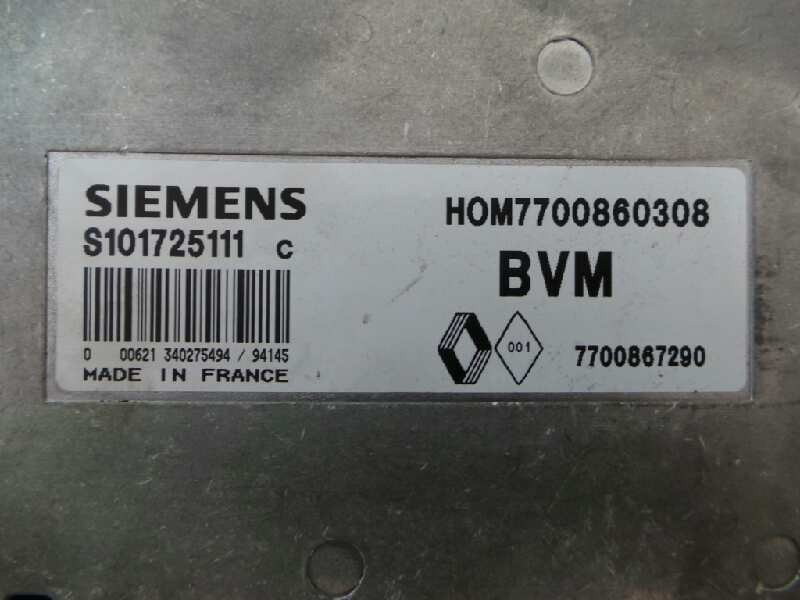 SIEMENS
S101725111 C
0 00621 340275494 / 94145
MADE IN FRANCE
HOM7700860308
BVM
001
7700867290